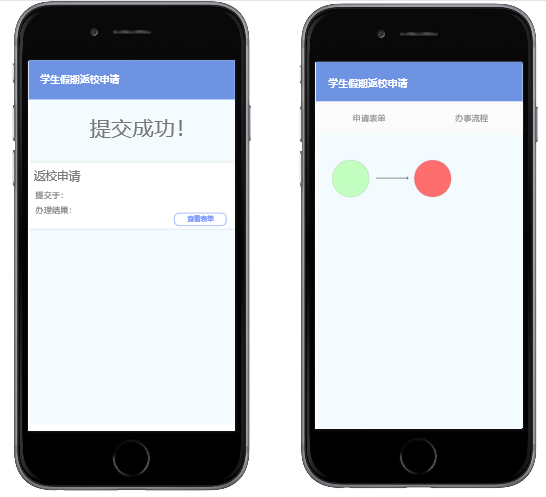 学生假期返校申请
提交成功!
返校申请
提交于:
办理结果:
查看表单
学生假期返校申请
申请表单
办事流程